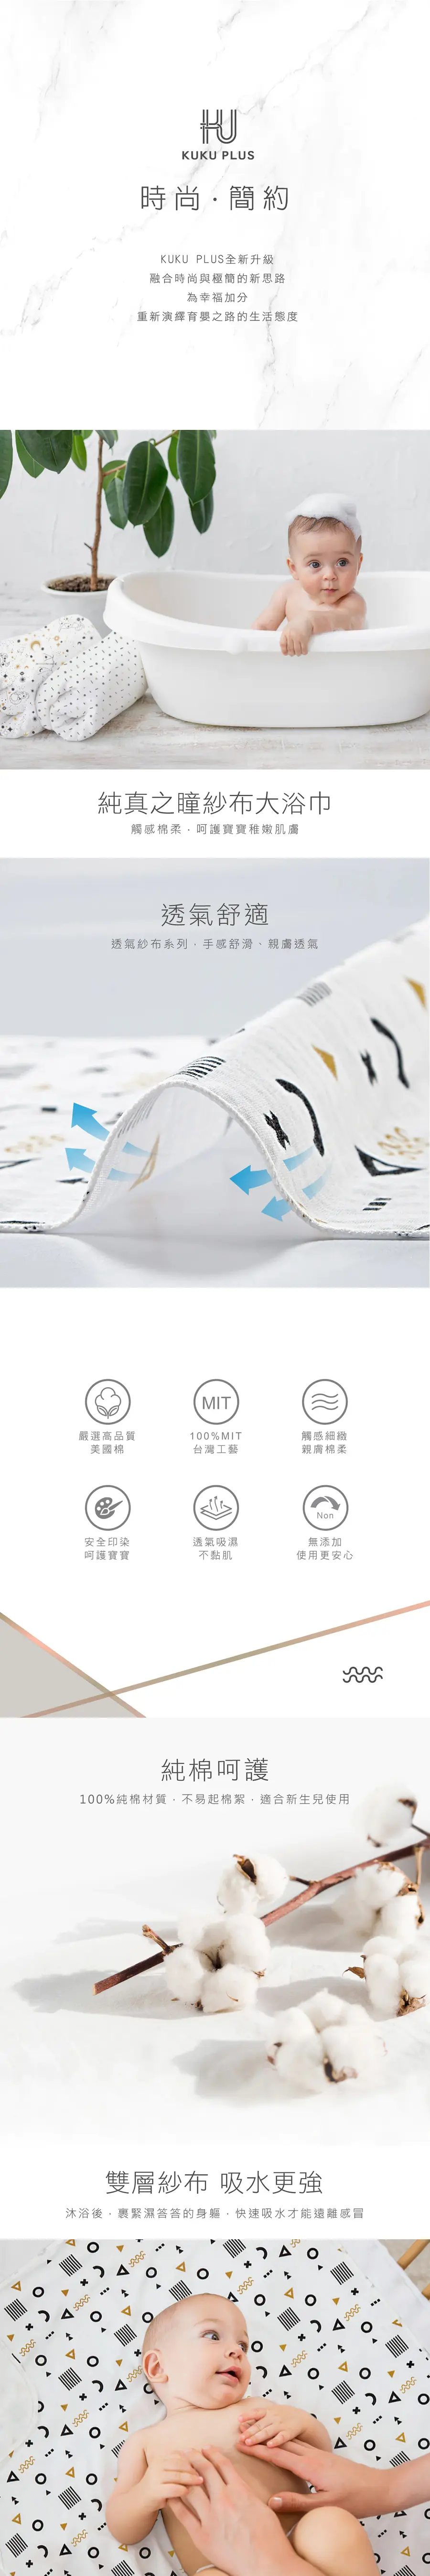 KUKU PLUS
時尚·簡約
KUKU PLUS全新升級
融合時尚與極簡的新思路
為幸福加分
重新演繹育嬰之路的生活態度
純真之瞳紗布大浴巾
觸感棉柔·呵護寶寶稚嫩肌膚
透氣舒適
透氣紗布系列·手感舒滑、親膚透氣
嚴選高品質
美國棉
MIT
100%MIT
台灣工藝
觸感細緻
親膚棉柔
安全印染
呵護寶寶
透氣吸濕
不黏肌
Non
無添加
使用更安心
純棉呵護
100%純棉材質·不易起棉絮·適合新生兒使用
雙層紗布 吸水更強
沐浴後·裹緊濕答答的身軀·快速吸水才能遠離感冒